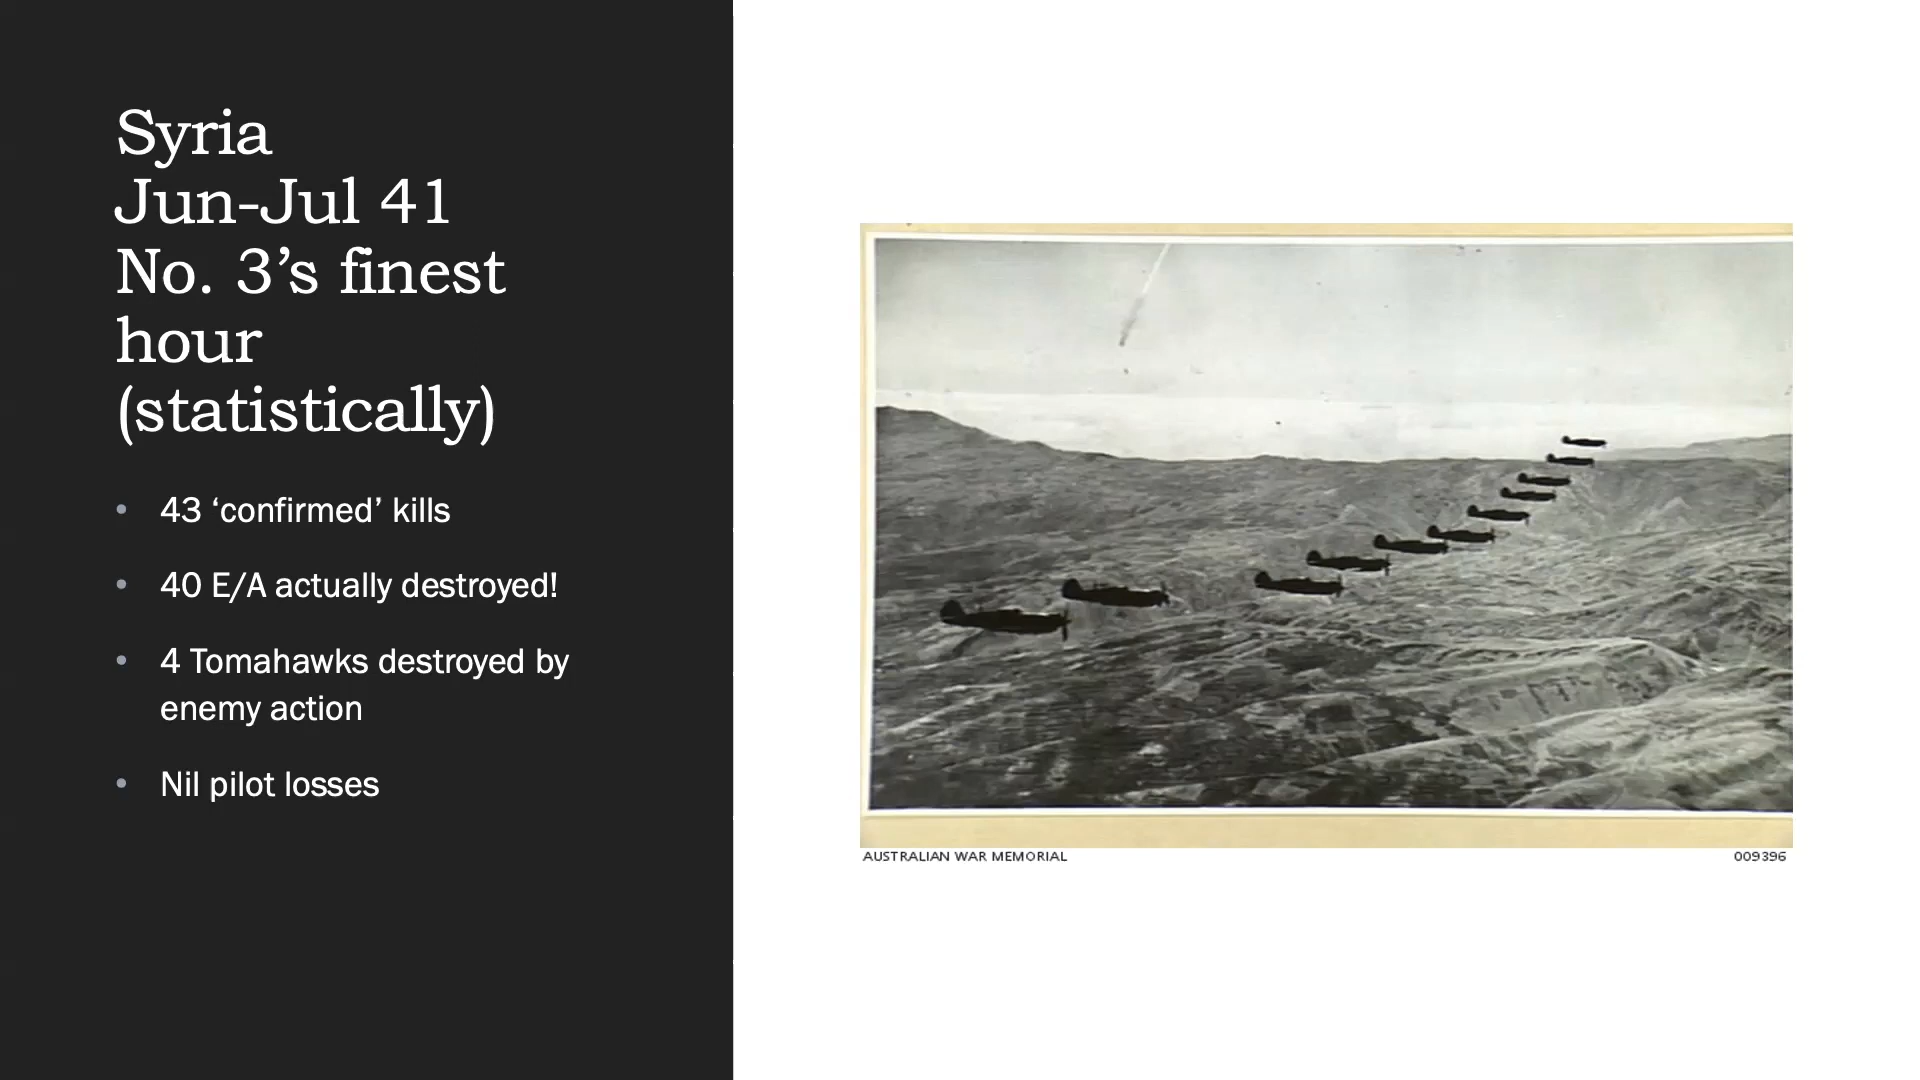 Syria
Jun-Jul 41
No. 3’s finest
hour
(statistically)
• 43 ‘confirmed’ kills
• 40 E/A actually destroyed!
• 4 Tomahawks destroyed by
enemy action
• Nil pilot losses
AUSTRALIAN WAR MEMORIAL
009396